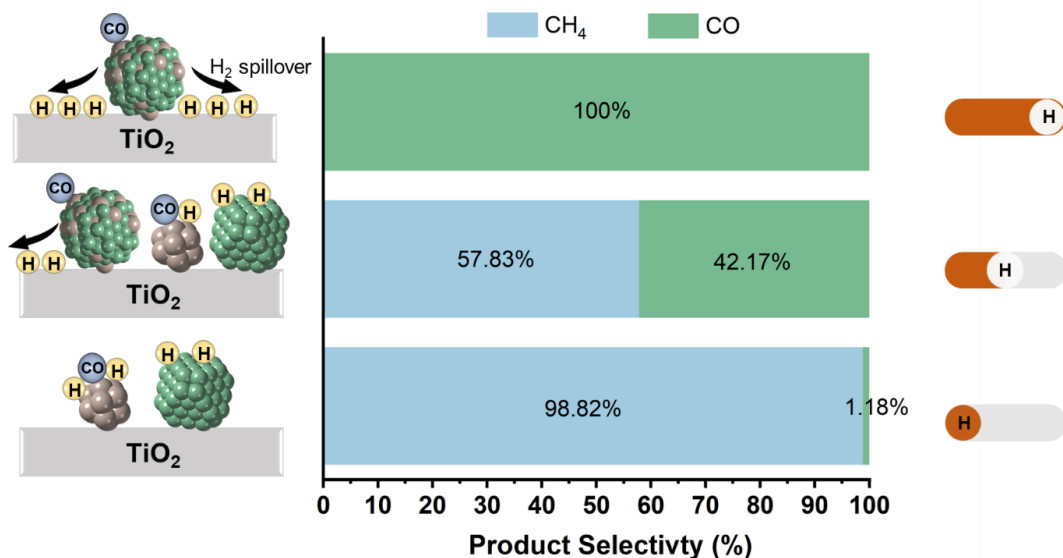 CH₄ CO
CO
H₂ spillover
H H H H H H
TiO₂
100%
H
CO
H H
CO H
H H
TiO₂
57.83% 42.17%
H
H CO H
H H
TiO₂
98.82% 1.18%
H
0 10 20 30 40 50 60 70 80 90 100
Product Selectivty (%)